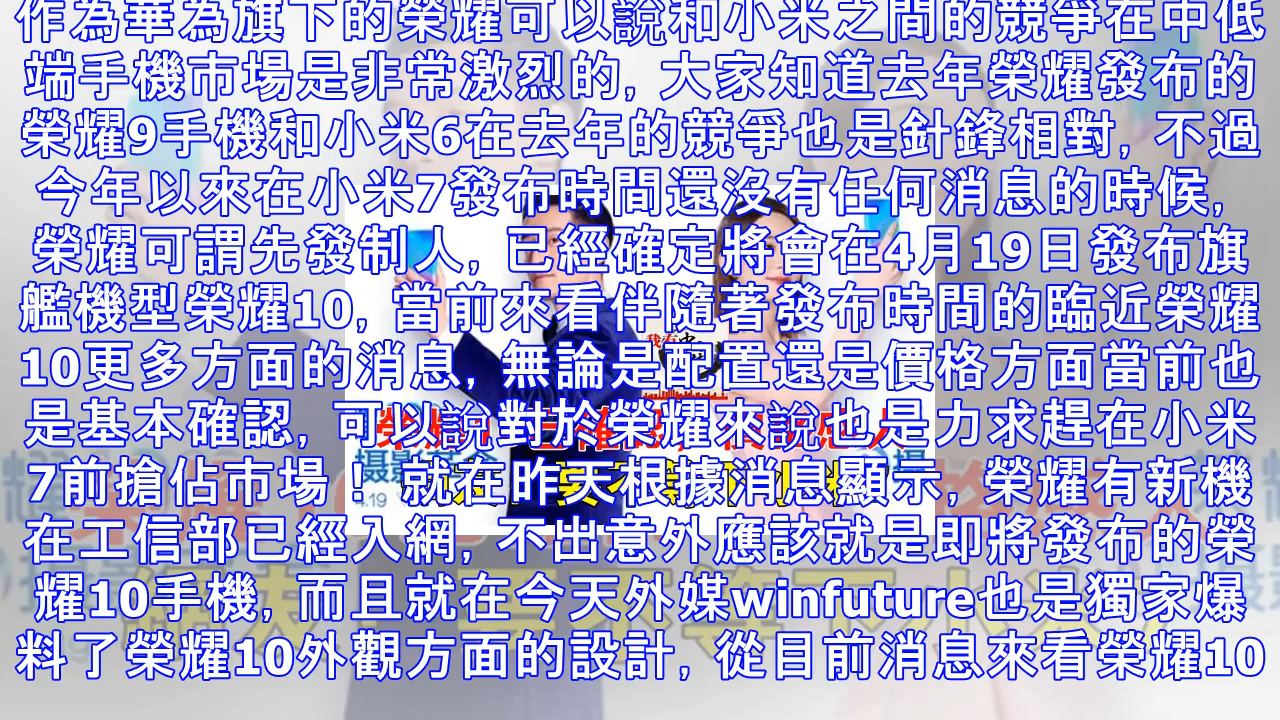 作為華為旗下的榮耀可以說和小米之間的競爭在中低
端手機市場是非常激烈的, 大家知道去年榮耀發布的
榮耀9手機和小米6在去年的競爭也是針鋒相對, 不過
今年以來在小米7發布時間還沒有任何消息的時候,
榮耀可謂先發制人, 已經確定將會在4月19日發布旗
艦機型榮耀10, 當前來看伴隨著發布時間的臨近榮耀
10更多方面的消息, 無論是配置還是價格方面當前也
是基本確認, 可以說對於榮耀來說也是力求趕在小米
7前搶佔市場！ 就在昨天根據消息顯示, 榮耀有新機
在工信部已經入網, 不出意外應該就是即將發布的榮
耀10手機, 而且就在今天外媒winfuture也是獨家爆
料了榮耀10外觀方面的設計, 從目前消息來看榮耀10
4.19